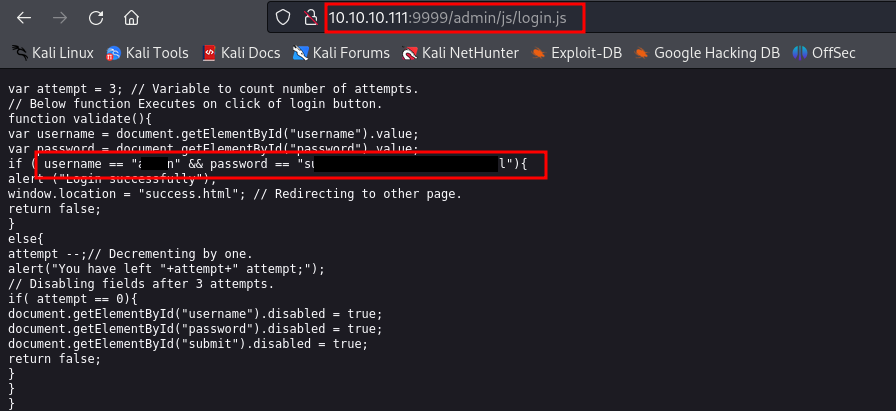 10.10.10.111:9999/admin/js/login.js
Kali Linux Kali Tools Kali Docs Kali Forums Kali NetHunter Exploit-DB Google Hacking DB OffSec
var attempt = 3; // Variable to count number of attempts.
// Below function Executes on click of login button.
function validate(){
var username = document.getElementById("username").value;
var password = document.getElementById("password").value;
if ( username == " n" && password == "su l"){
alert ("Login successfully");
window.location = "success.html"; // Redirecting to other page.
return false;
}
else{
attempt --;// Decrementing by one.
alert("You have left "+attempt+" attempt;");
// Disabling fields after 3 attempts.
if( attempt == 0){
document.getElementById("username").disabled = true;
document.getElementById("password").disabled = true;
document.getElementById("submit").disabled = true;
return false;
}
}
}